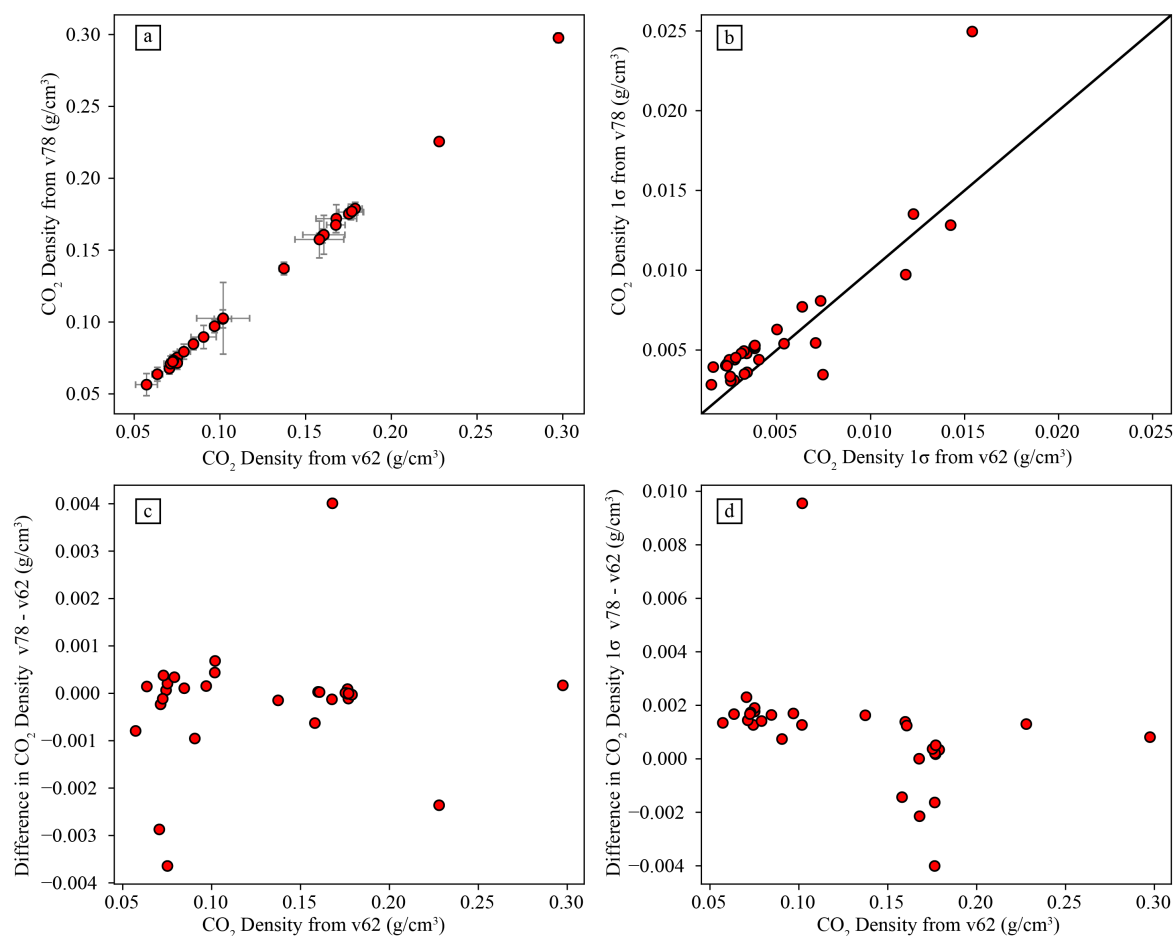 a
0.30
0.25
0.20
0.15
0.10
0.05
CO₂ Density from v78 (g/cm³)
0.05 0.10 0.15 0.20 0.25 0.30
CO₂ Density from v62 (g/cm³)
b
0.025
0.020
0.015
0.010
0.005
CO₂ Density 1σ from v78 (g/cm³)
0.005 0.010 0.015 0.020 0.025
CO₂ Density 1σ from v62 (g/cm³)
c
0.004
0.003
0.002
0.001
0.000
−0.001
−0.002
−0.003
−0.004
Difference in CO₂ Density v78 - v62 (g/cm³)
0.05 0.10 0.15 0.20 0.25 0.30
CO₂ Density from v62 (g/cm³)
d
0.010
0.008
0.006
0.004
0.002
0.000
−0.002
−0.004
Difference in CO₂ Density 1σ v78 - v62 (g/cm³)
0.05 0.10 0.15 0.20 0.25 0.30
CO₂ Density from v62 (g/cm³)